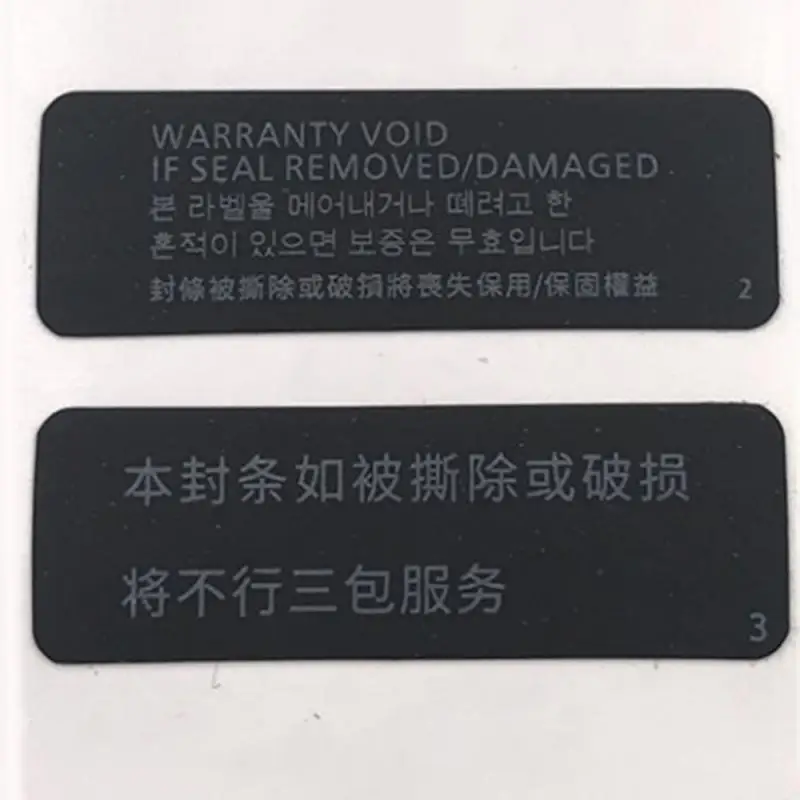 WARRANTY VOID
IF SEAL REMOVED/DAMAGED
본 라벨울 메어내거나 떼려고 한
흔적이 있으면 보증은 무효입니다
封條被撕除或破損將喪失保用/保固權益
2
本封条如被撕除或破损
将不行三包服务
3